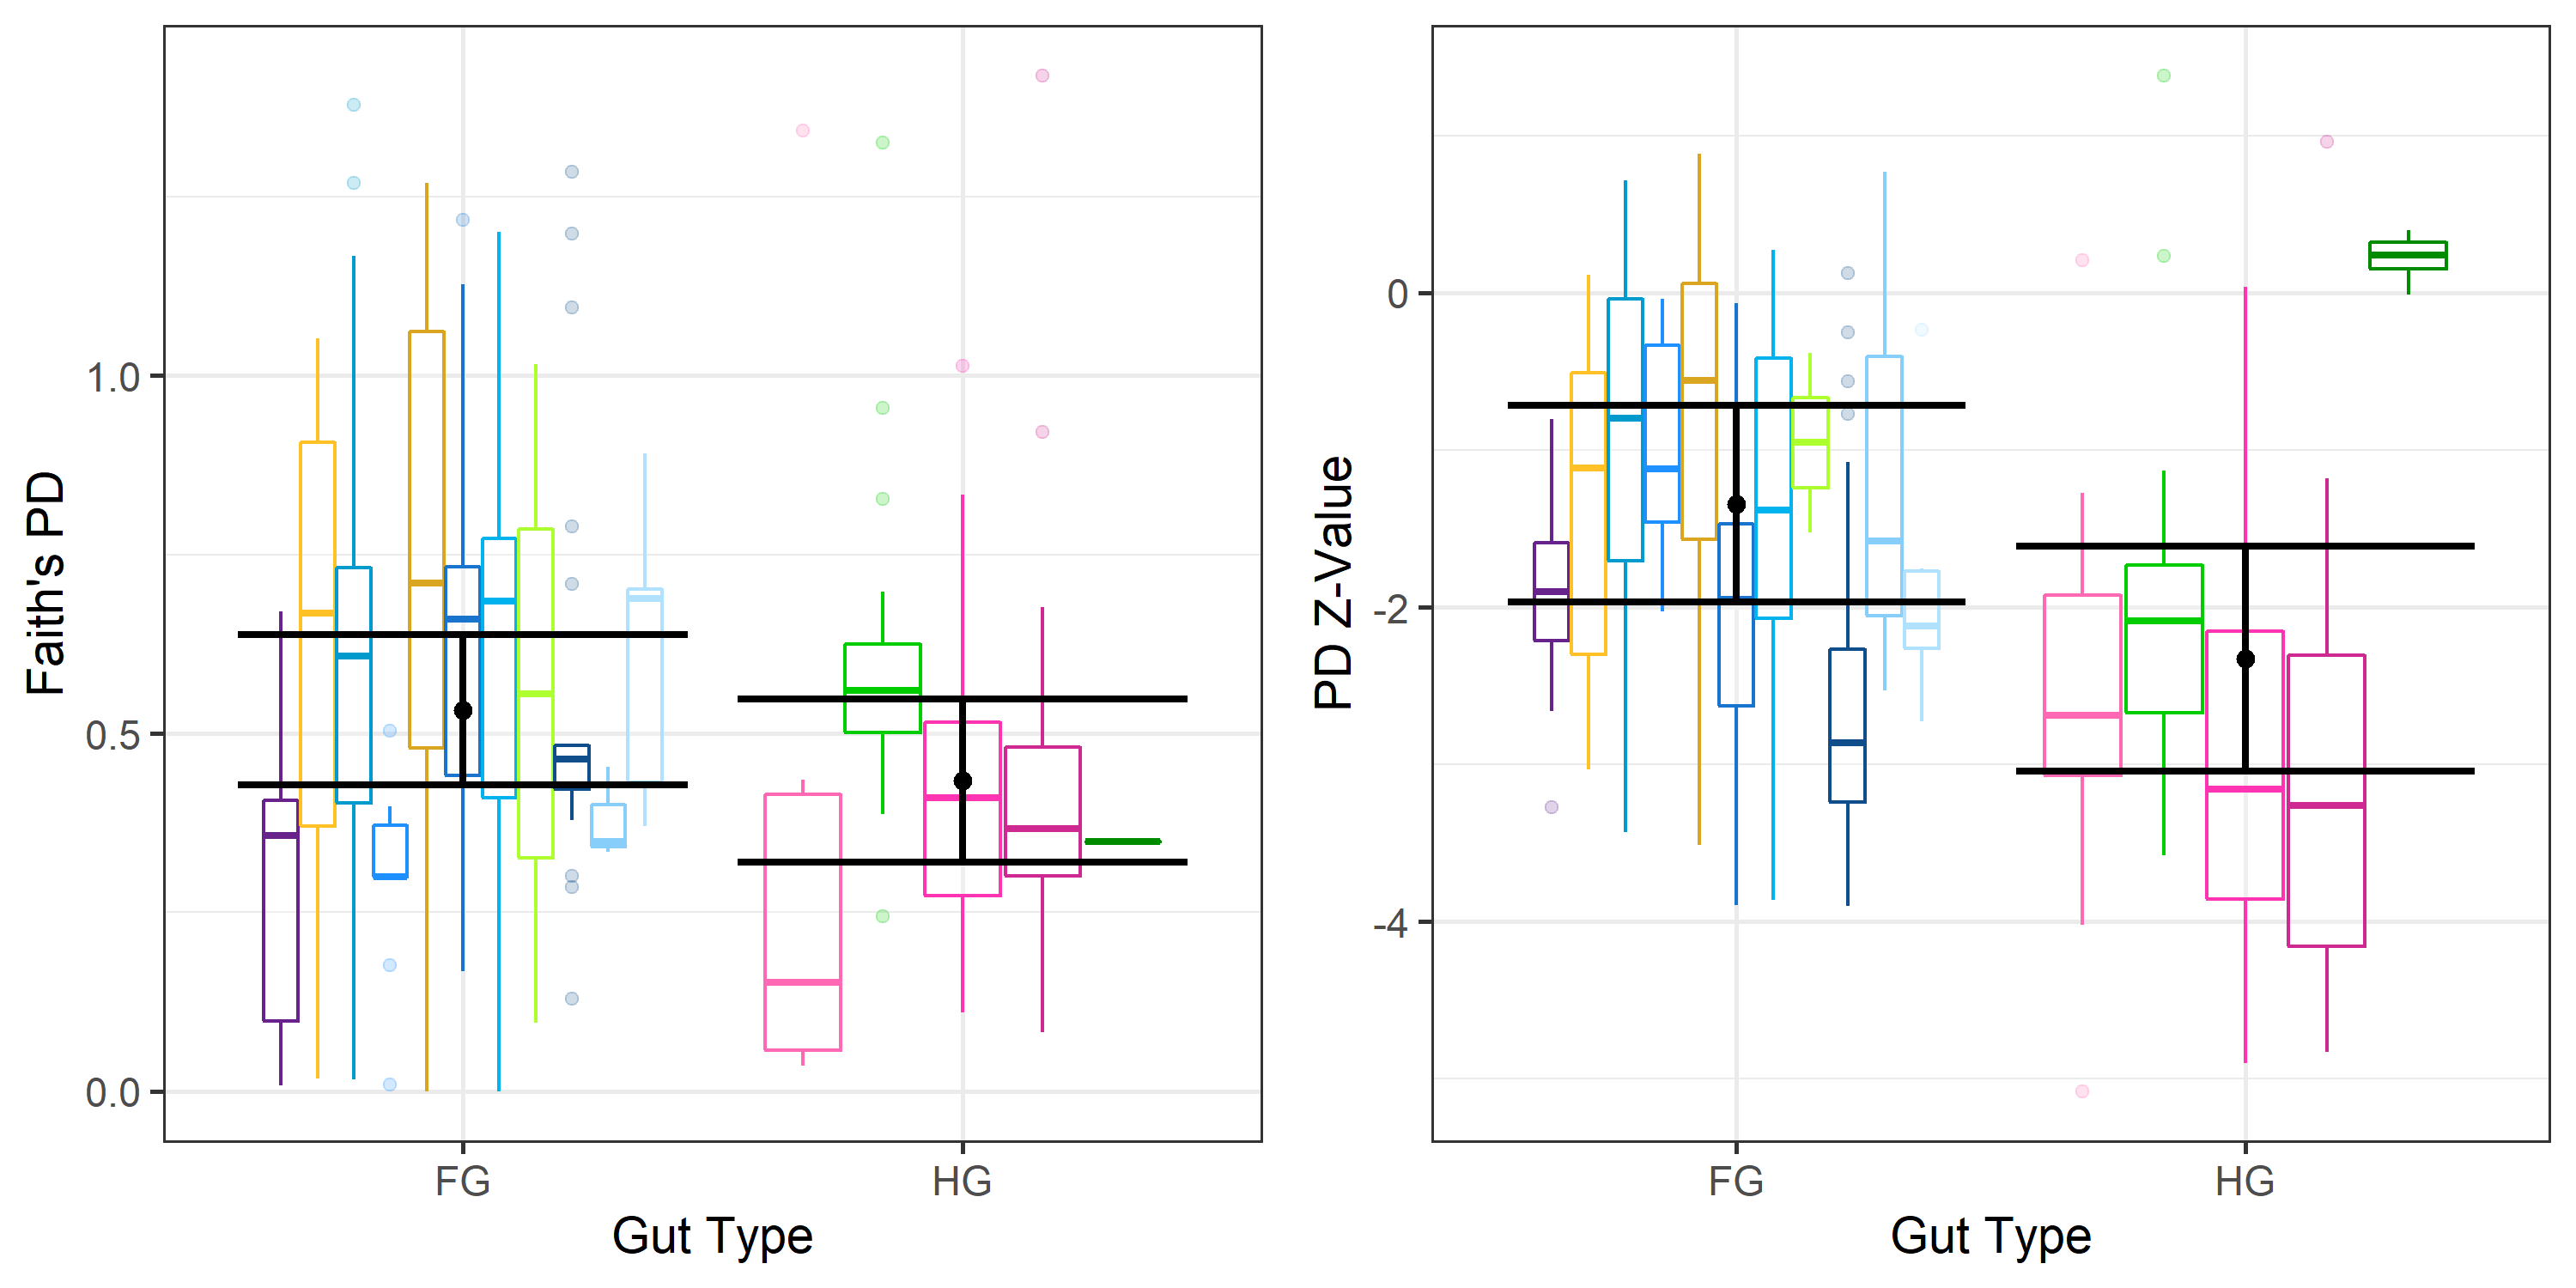 Faith's PD
1.0
0.5
0.0
FG
HG
Gut Type
PD Z-Value
0
-2
-4
FG
HG
Gut Type